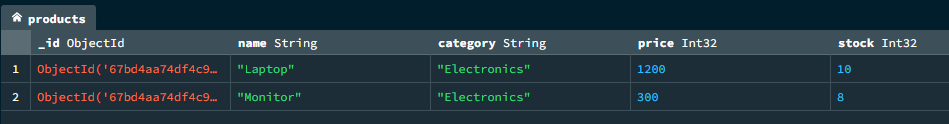 products
_id ObjectId name String category String price Int32 stock Int32
1 ObjectId('67bd4aa74df4c9… "Laptop" "Electronics" 1200 10
2 ObjectId('67bd4aa74df4c9… "Monitor" "Electronics" 300 8